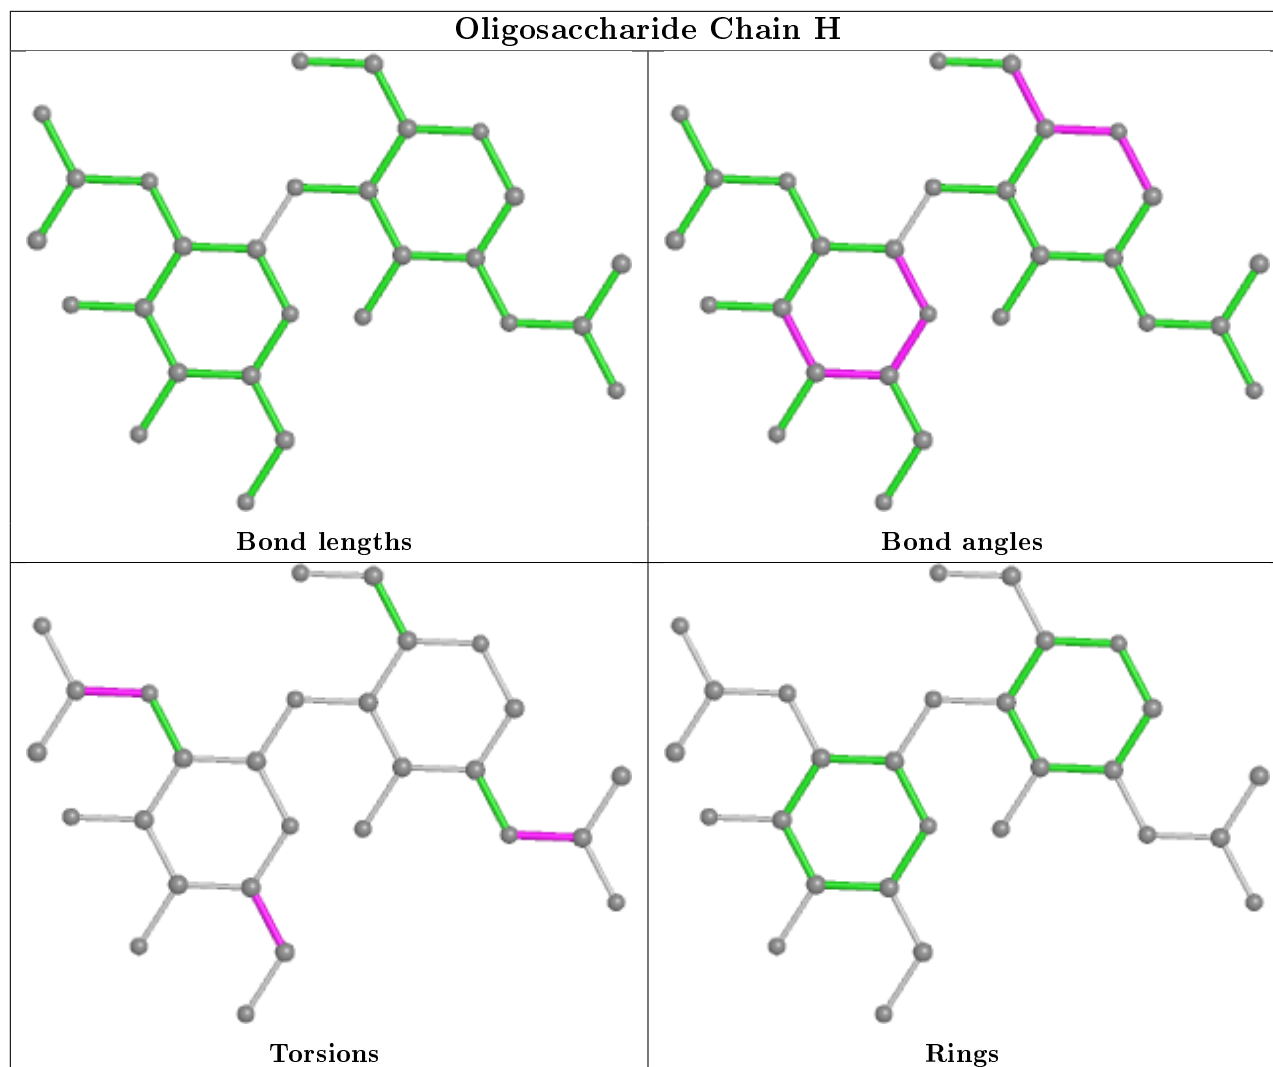 Oligosaccharide Chain H
Bond lengths
Bond angles
Torsions
Rings